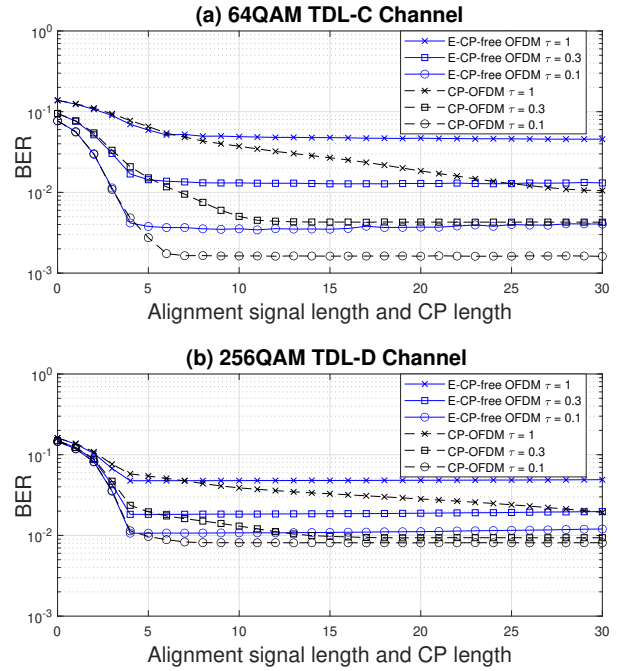 (a) 64QAM TDL-C Channel
10^0
10^-1
10^-2
10^-3
BER
E-CP-free OFDM τ = 1
E-CP-free OFDM τ = 0.3
E-CP-free OFDM τ = 0.1
CP-OFDM τ = 1
CP-OFDM τ = 0.3
CP-OFDM τ = 0.1
0 5 10 15 20 25 30
Alignment signal length and CP length
(b) 256QAM TDL-D Channel
10^0
10^-1
10^-2
10^-3
BER
E-CP-free OFDM τ = 1
E-CP-free OFDM τ = 0.3
E-CP-free OFDM τ = 0.1
CP-OFDM τ = 1
CP-OFDM τ = 0.3
CP-OFDM τ = 0.1
0 5 10 15 20 25 30
Alignment signal length and CP length